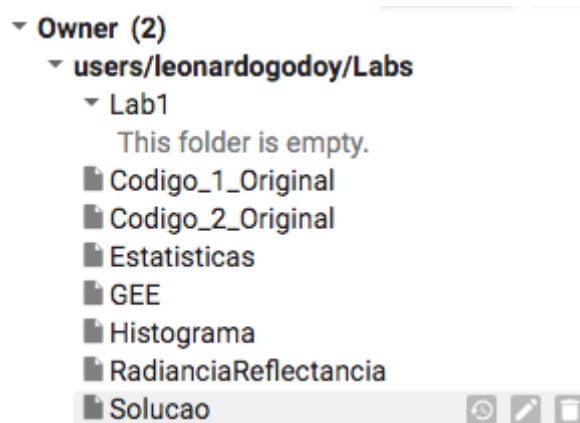 Owner (2)
users/leonardogodoy/Labs
Lab1
This folder is empty.
Codigo_1_Original
Codigo_2_Original
Estatisticas
GEE
Histograma
RadianciaReflectancia
Solucao